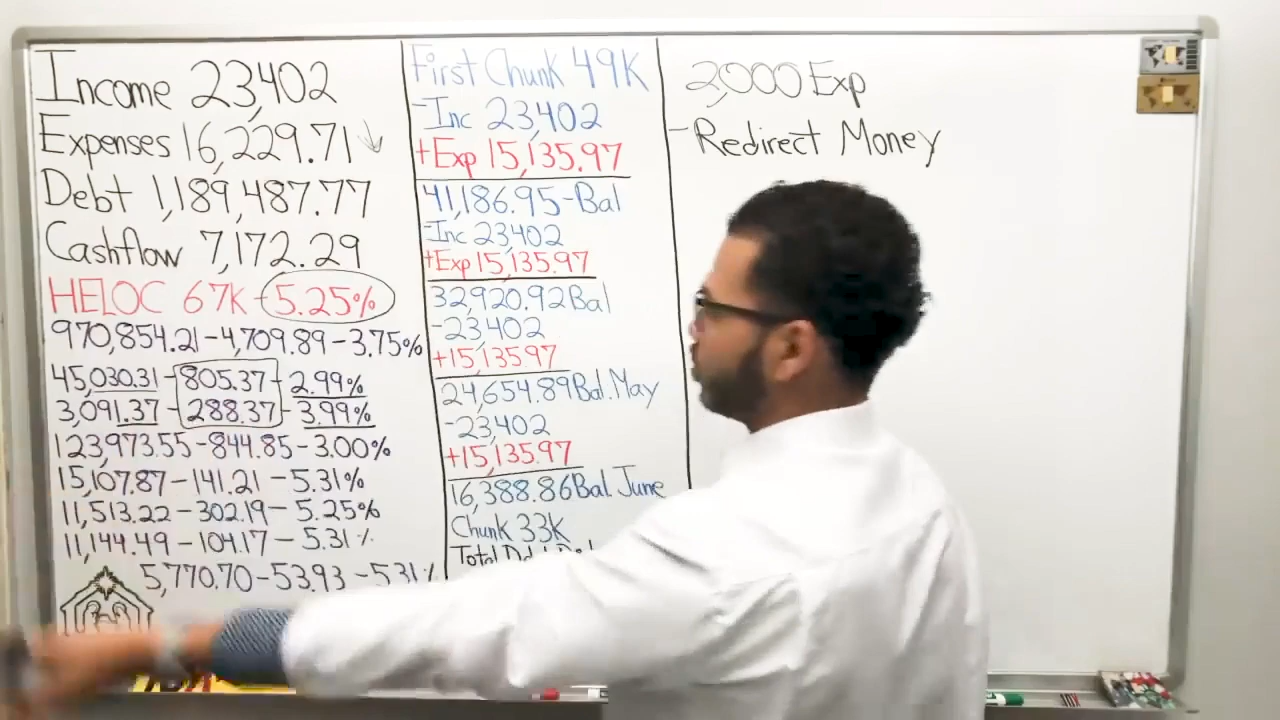 Income 23,402
Expenses 16,229.71 ↓
Debt 1,189,487.77
Cashflow 7,172.29
HELOC 67K - 5.25%
970,854.21 - 4,709.89 - 3.75%
45,030.31 - 805.37 - 2.99%
3,091.37 - 288.37 - 3.99%
123,973.55 - 844.85 - 3.00%
15,107.87 - 141.21 - 5.31%
11,513.22 - 302.19 - 5.25%
11,144.49 - 104.17 - 5.31%
5,770.70 - 53.93 - 5.31%
First Chunk 49K
-Inc 23,402
+Exp 15,135.97
41,186.95 - Bal
-Inc 23,402
+Exp 15,135.97
32,920.92 Bal
-23,402
+15,135.97
24,654.89 Bal. May
-23,402
+15,135.97
16,388.86 Bal. June
Chunk 33K
Total
2,000 Exp
- Redirect Money